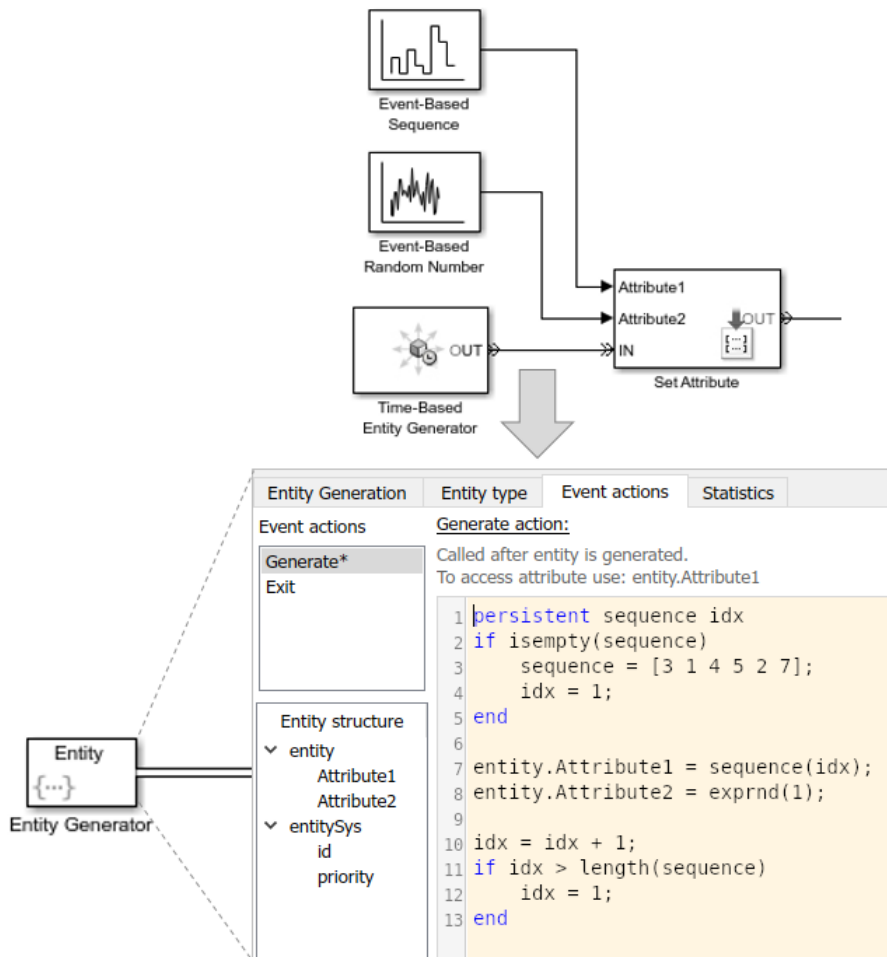 Event-Based
Sequence
Event-Based
Random Number
Attribute1
Attribute2
OUT
IN
Set Attribute
OUT
Time-Based
Entity Generator
Entity Generation
Entity type
Event actions
Statistics
Event actions
Generate*
Exit
Generate action:
Called after entity is generated.
To access attribute use: entity.Attribute1
Entity structure
entity
Attribute1
Attribute2
entitySys
id
priority
1 persistent sequence idx
2 if isempty(sequence)
3     sequence = [3 1 4 5 2 7];
4     idx = 1;
5 end
6
7 entity.Attribute1 = sequence(idx);
8 entity.Attribute2 = exprnd(1);
9
10 idx = idx + 1;
11 if idx > length(sequence)
12     idx = 1;
13 end
Entity
{...}
Entity Generator